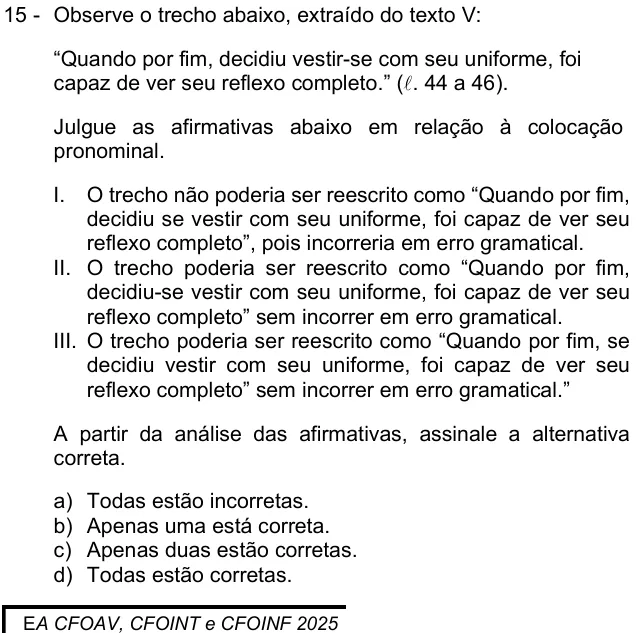 15 - Observe o trecho abaixo, extraído do texto V:
“Quando por fim, decidiu vestir-se com seu uniforme, foi
capaz de ver seu reflexo completo.” (ℓ. 44 a 46).
Julgue as afirmativas abaixo em relação à colocação
pronominal.
I. O trecho não poderia ser reescrito como “Quando por fim,
decidiu se vestir com seu uniforme, foi capaz de ver seu
reflexo completo”, pois incorreria em erro gramatical.
II. O trecho poderia ser reescrito como “Quando por fim,
decidiu-se vestir com seu uniforme, foi capaz de ver seu
reflexo completo” sem incorrer em erro gramatical.
III. O trecho poderia ser reescrito como “Quando por fim, se
decidiu vestir com seu uniforme, foi capaz de ver seu
reflexo completo” sem incorrer em erro gramatical.”
A partir da análise das afirmativas, assinale a alternativa
correta.
a) Todas estão incorretas.
b) Apenas uma está correta.
c) Apenas duas estão corretas.
d) Todas estão corretas.
EA CFOAV, CFOINT e CFOINF 2025